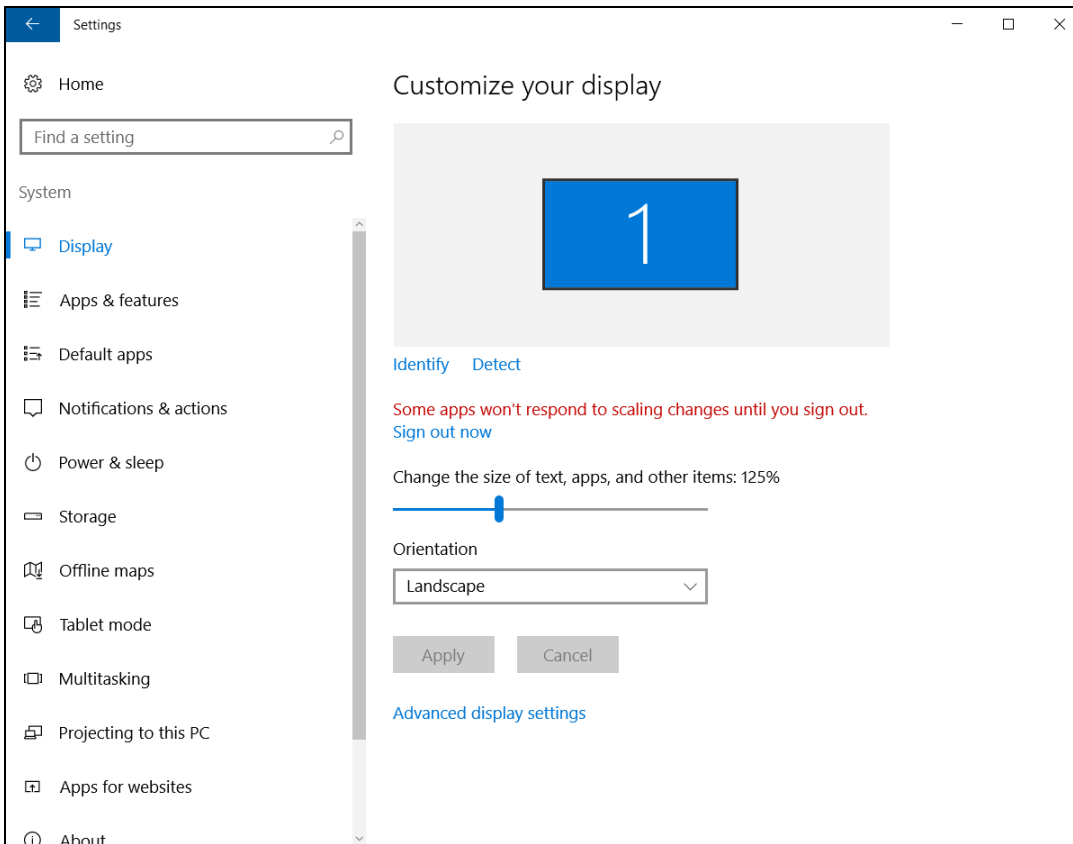 Settings
Home
Find a setting
System
Display
Apps & features
Default apps
Notifications & actions
Power & sleep
Storage
Offline maps
Tablet mode
Multitasking
Projecting to this PC
Apps for websites
About
Customize your display
1
Identify Detect
Some apps won't respond to scaling changes until you sign out.
Sign out now
Change the size of text, apps, and other items: 125%
Orientation
Landscape
Apply Cancel
Advanced display settings